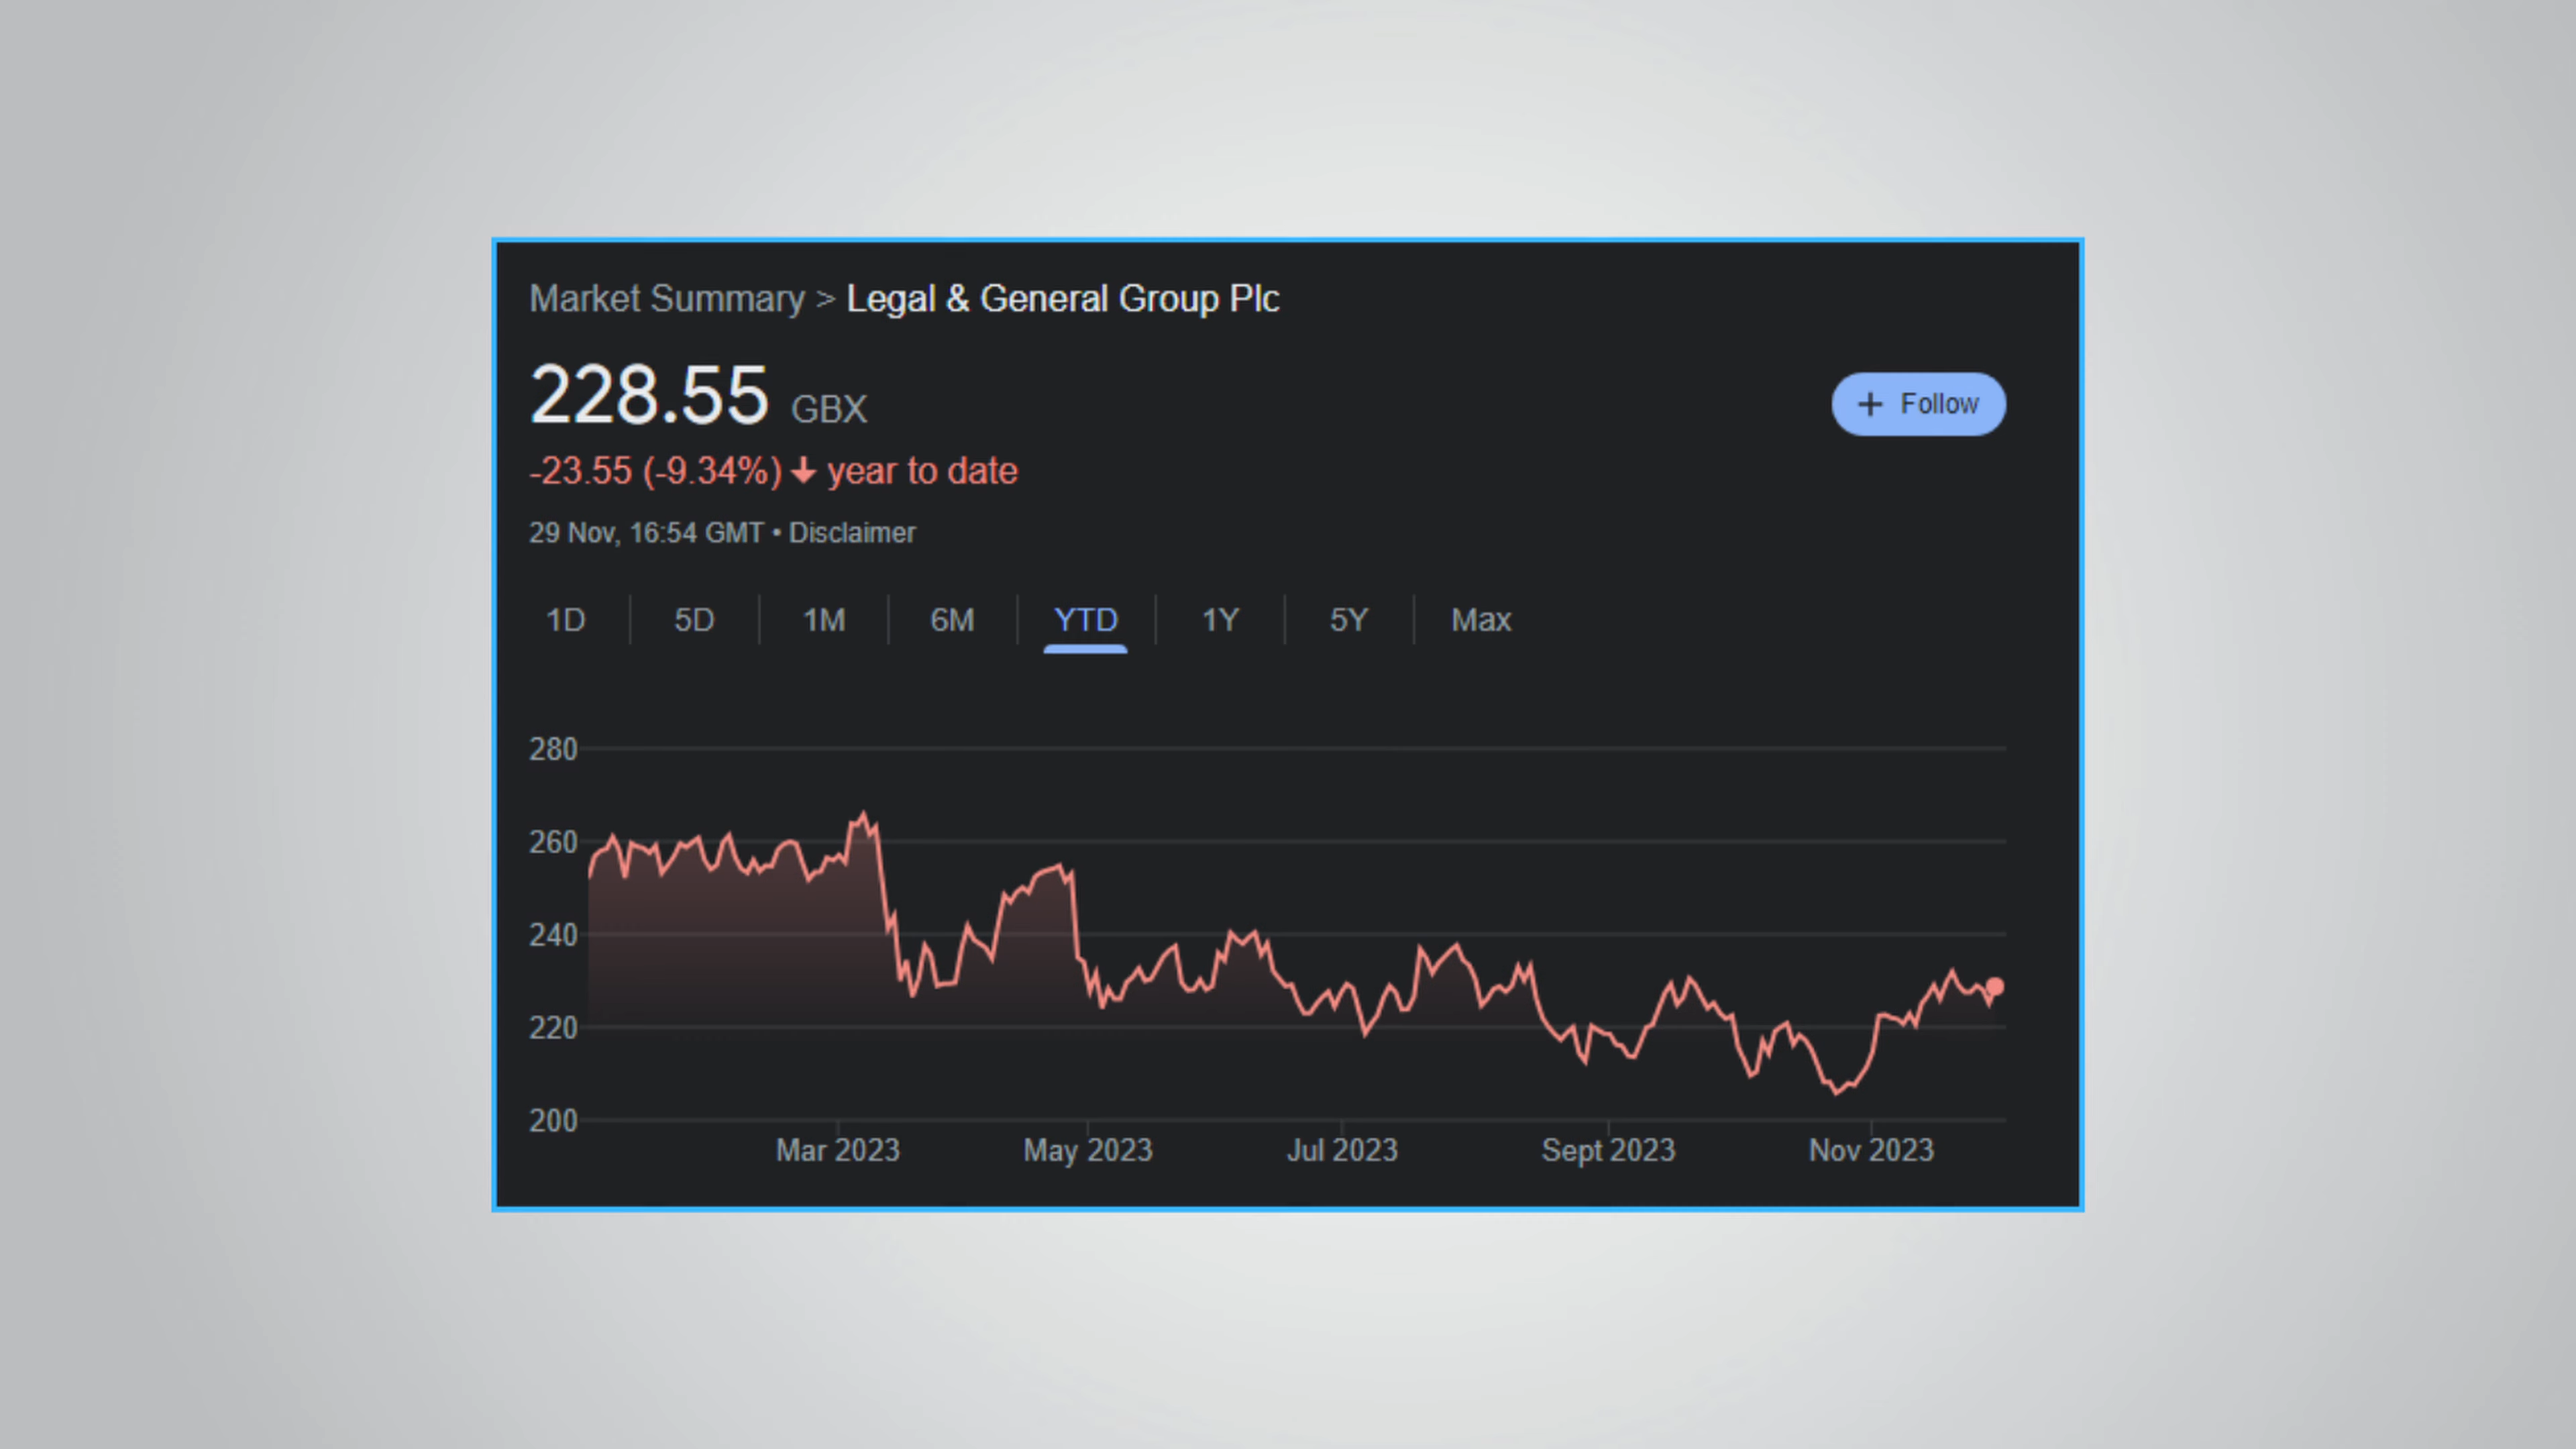 Market Summary > Legal & General Group Plc
228.55 GBX
+ Follow
-23.55 (-9.34%) ↓ year to date
29 Nov, 16:54 GMT • Disclaimer
1D 5D 1M 6M YTD 1Y 5Y Max
280
260
240
220
200
Mar 2023 May 2023 Jul 2023 Sept 2023 Nov 2023